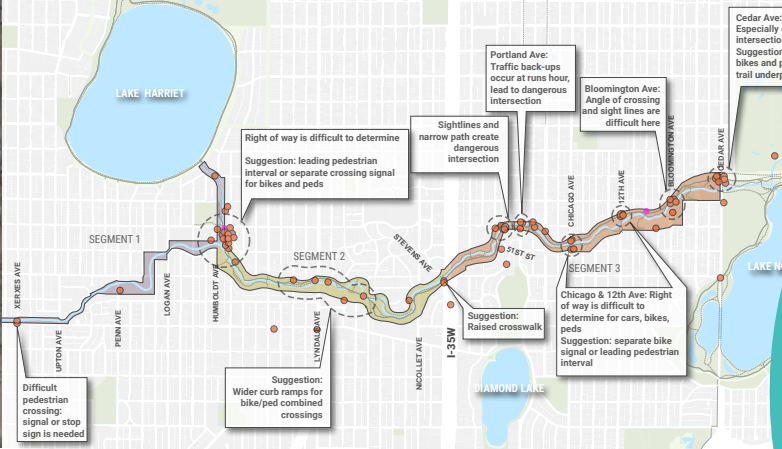 Cedar Ave:
Especially
intersectio
Suggestion
bikes and p
trail underp
Portland Ave:
Traffic back-ups
occur at runs hour,
lead to dangerous
intersection
Bloomington Ave:
Angle of crossing
and sight lines are
difficult here
LAKE HARRIET
Right of way is difficult to determine
Suggestion: leading pedestrian
interval or separate crossing signal
for bikes and peds
Sightlines and
narrow path create
dangerous
intersection
BLOOMINGTON AVE
CEDAR AVE
12TH AVE
CHICAGO AVE
SEGMENT 1
STEVENS AVE
51ST ST
SEGMENT 2
SEGMENT 3
LAKE NO
XERXES AVE
LOGAN AVE
HUMBOLDT AVE
PENN AVE
UPTON AVE
LYNDALE AVE
NICOLLET AVE
I-35W
Suggestion:
Raised crosswalk
Chicago & 12th Ave: Right
of way is difficult to
determine for cars, bikes,
peds
Suggestion: separate bike
signal or leading pedestrian
interval
Difficult
pedestrian
crossing:
signal or stop
sign is needed
Suggestion:
Wider curb ramps for
bike/ped combined
crossings
DIAMOND LAKE